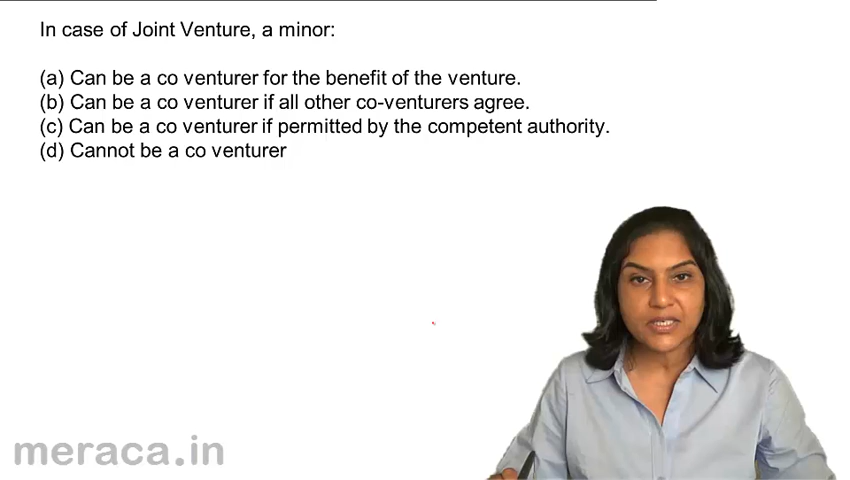 In case of Joint Venture, a minor:
(a) Can be a co venturer for the benefit of the venture.
(b) Can be a co venturer if all other co-venturers agree.
(c) Can be a co venturer if permitted by the competent authority.
(d) Cannot be a co venturer
meraca.in